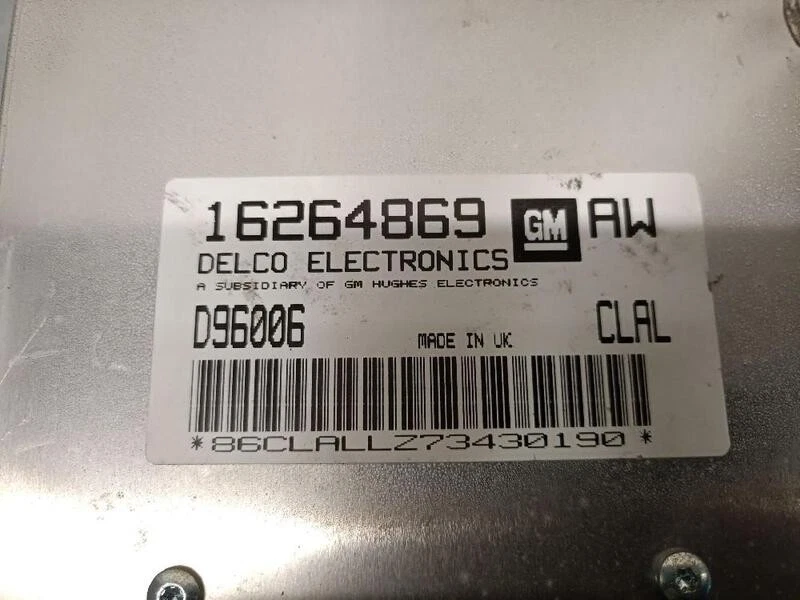 16264869 GM AW
DELCO ELECTRONICS
A SUBSIDIARY OF GM HUGHES ELECTRONICS
D96006 MADE IN UK CLAL
*86CLALLZ73430190*